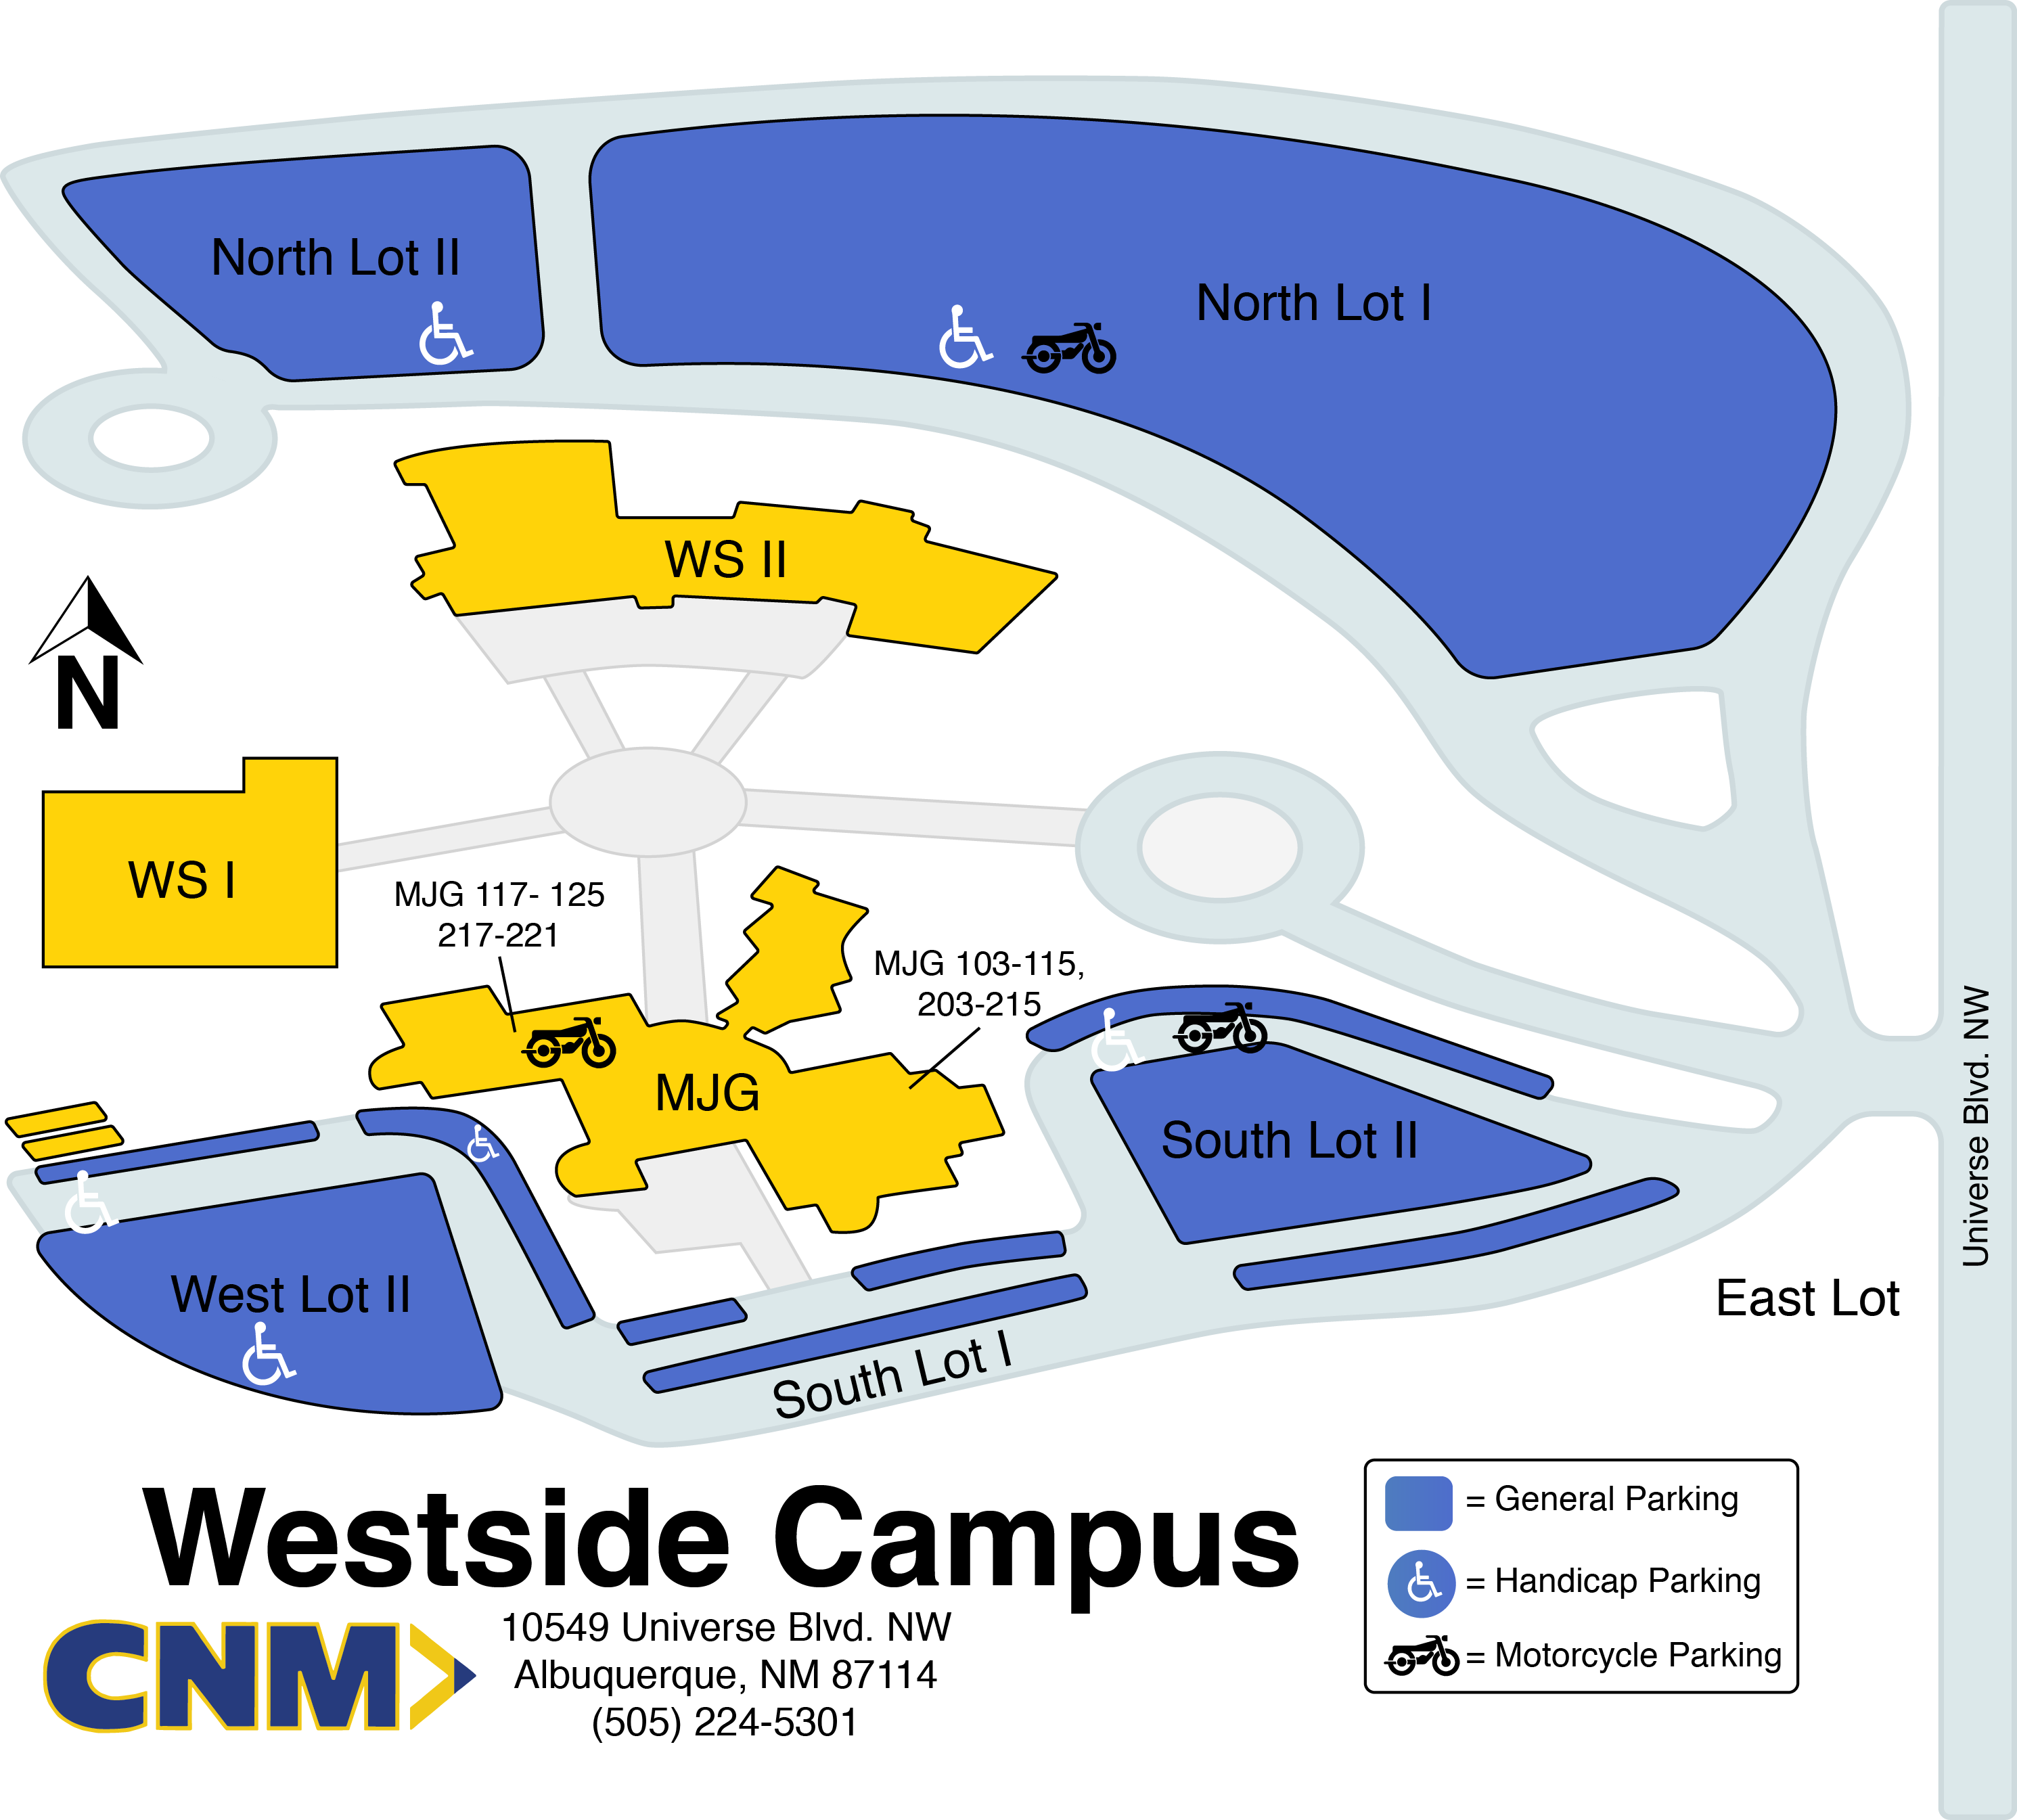 North Lot II
North Lot I
WS II
N
WS I
MJG 117- 125
217-221
MJG 103-115,
203-215
MJG
South Lot II
West Lot II
South Lot I
East Lot
Universe Blvd. NW
Westside Campus
CNM
10549 Universe Blvd. NW
Albuquerque, NM 87114
(505) 224-5301
= General Parking
= Handicap Parking
= Motorcycle Parking